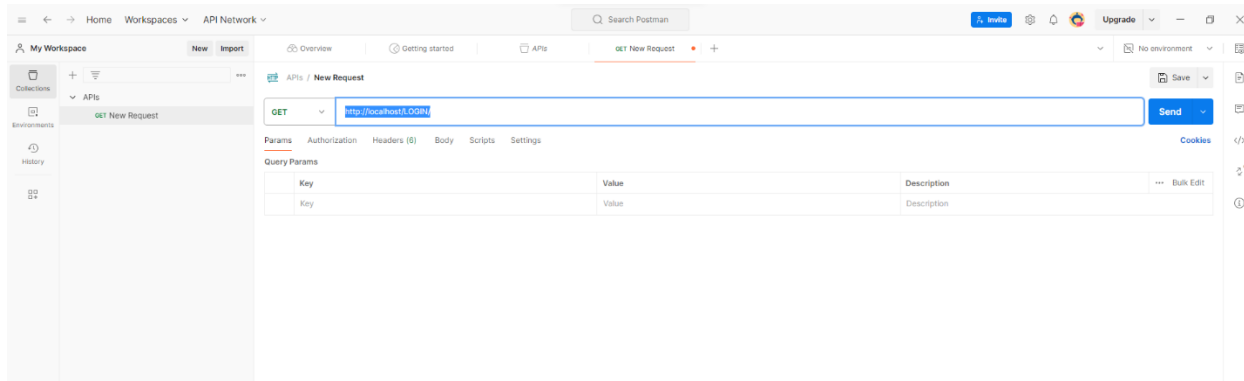 Home Workspaces API Network Search Postman Invite Upgrade
My Workspace New Import Overview Getting started APIs GET New Request No environment
Collections
Environments
History
APIs
GET New Request
HTTP APIs / New Request Save
GET http://localhost/LOGIN/ Send
Params Authorization Headers (6) Body Scripts Settings Cookies
Query Params
Key Value Description Bulk Edit
Key Value Description